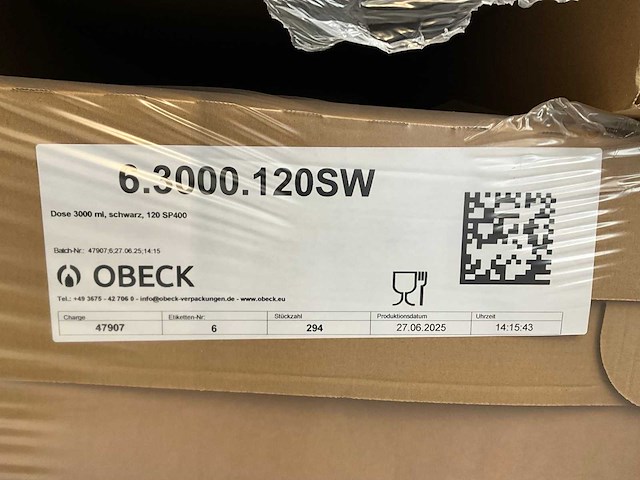 6.3000.120SW
Dose 3000 ml, schwarz, 120 SP400
Batch-Nr.: 47907;6;27.06.25;14:15
OBECK
Tel.: +49 3675 - 42 706 0 - info@obeck-verpackungen.de - www.obeck.eu
Charge Etiketten-Nr: Stückzahl Produktionsdatum Uhrzeit
47907 6 294 27.06.2025 14:15:43